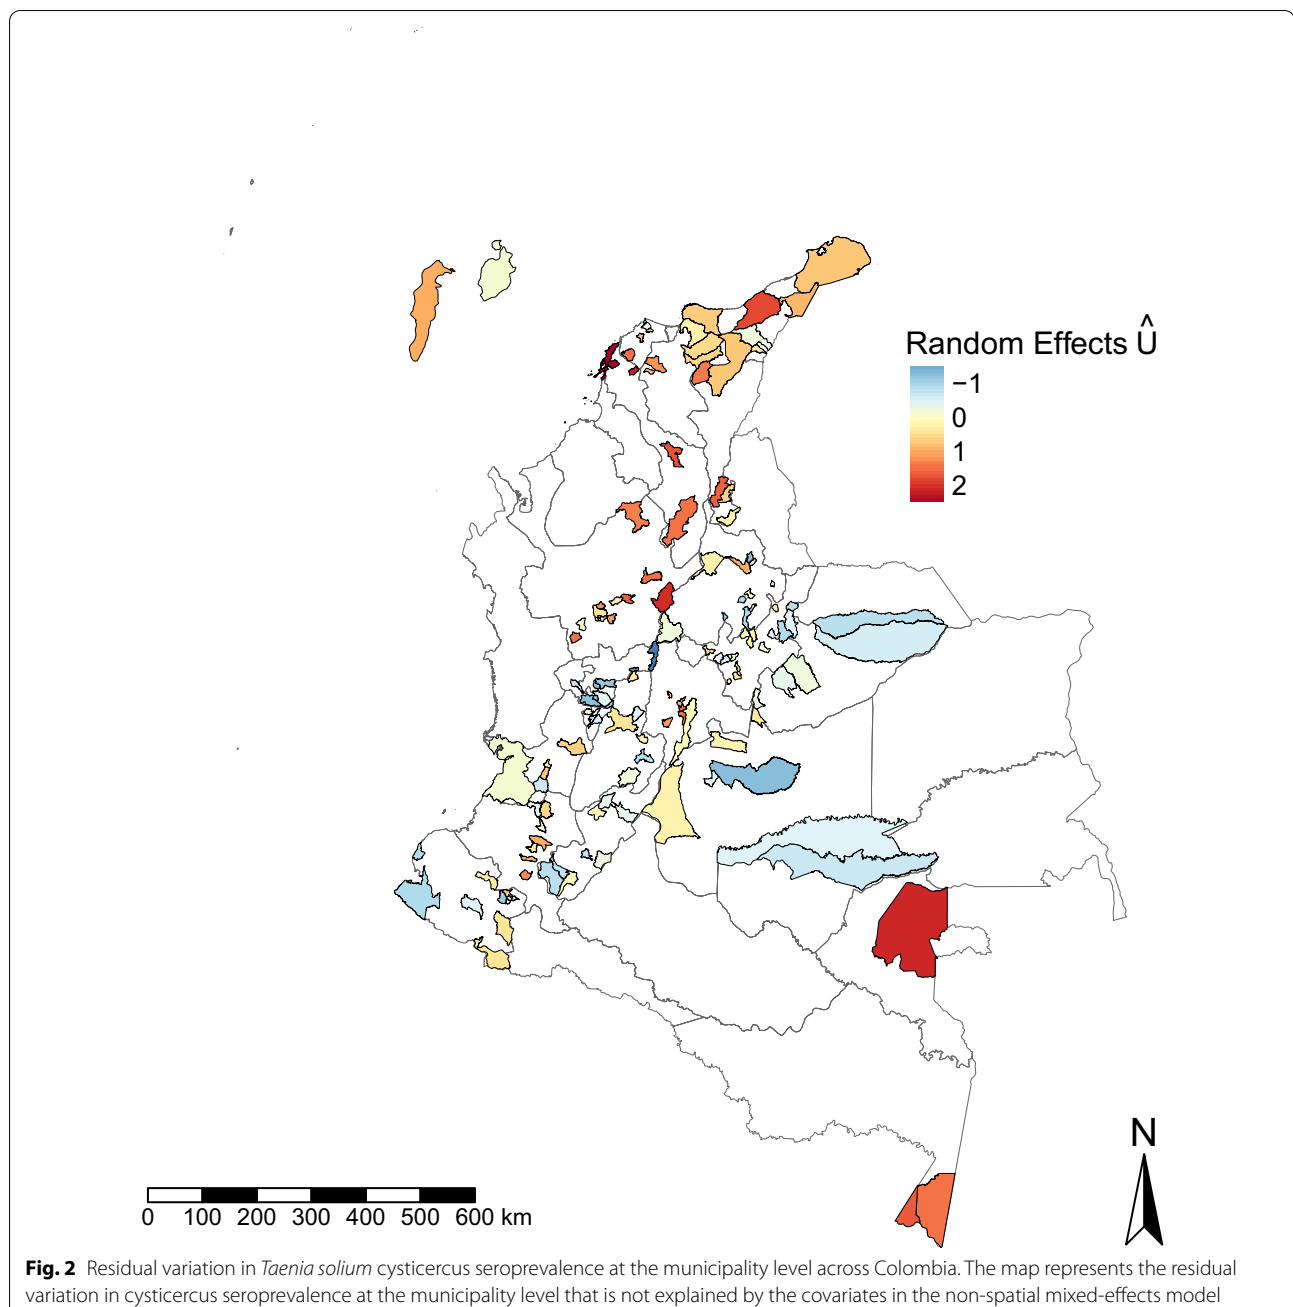 Random Effects Û
−1
0
1
2
N
0 100 200 300 400 500 600 km
Fig. 2 Residual variation in Taenia solium cysticercus seroprevalence at the municipality level across Colombia. The map represents the residual
variation in cysticercus seroprevalence at the municipality level that is not explained by the covariates in the non-spatial mixed-effects model